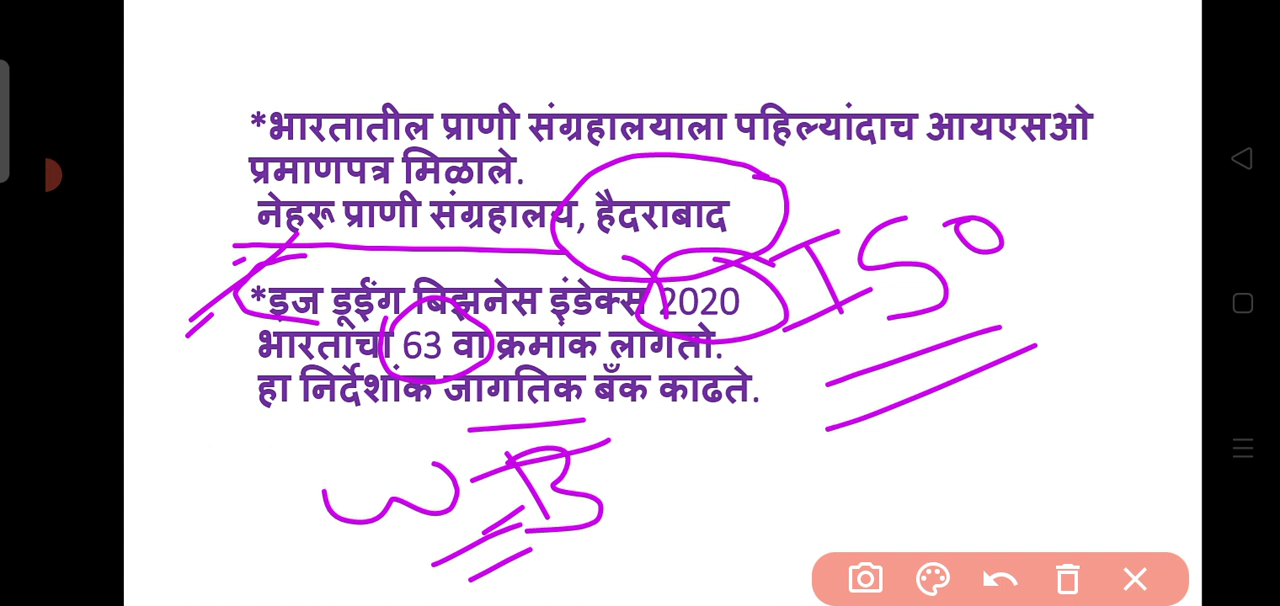 *भारतातील प्राणी संग्रहालयाला पहिल्यांदाच आयएसओ
प्रमाणपत्र मिळाले.
नेहरू प्राणी संग्रहालय, हैदराबाद
ISO
*इज डूईंग बिझनेस इंडेक्स 2020
भारताचा 63 वा क्रमांक लागतो.
हा निर्देशांक जागतिक बँक काढते.
WB